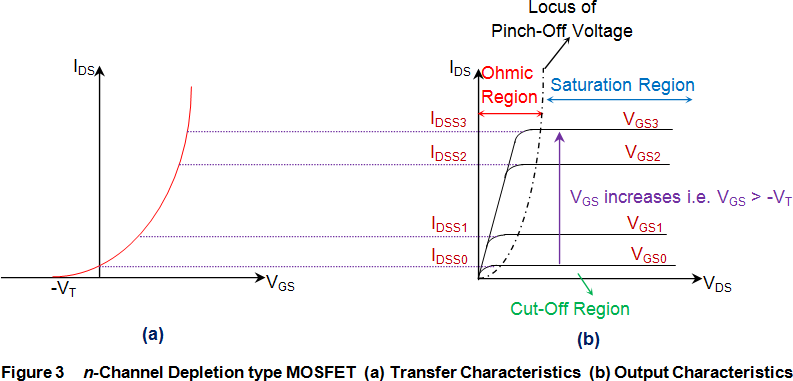 Locus of
Pinch-Off Voltage
IDS
IDS
Ohmic
Region
Saturation Region
IDSS3
VGS3
IDSS2
VGS2
VGS increases i.e. VGS > -VT
IDSS1
VGS1
IDSS0
VGS0
-VT
VGS
VDS
Cut-Off Region
(a)
(b)
Figure 3 n-Channel Depletion type MOSFET (a) Transfer Characteristics (b) Output Characteristics